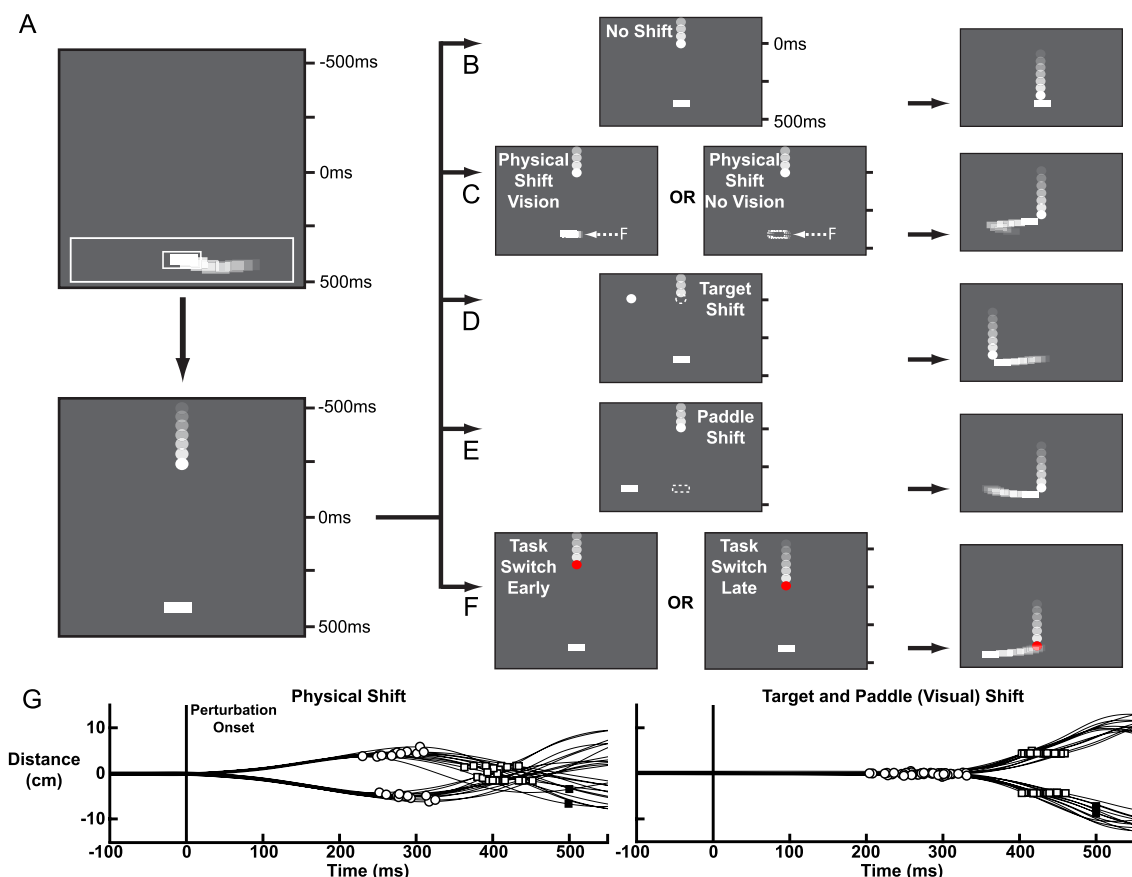 A
-500ms
0ms
500ms
-500ms
0ms
500ms
B
No Shift
0ms
500ms
C
Physical
Shift
Vision
F
OR
Physical
Shift
No Vision
F
D
Target
Shift
E
Paddle
Shift
F
Task
Switch
Early
OR
Task
Switch
Late
G
Physical Shift
Perturbation
Onset
Distance
(cm)
10
0
-10
-100 0 100 200 300 400 500
Time (ms)
Target and Paddle (Visual) Shift
-100 0 100 200 300 400 500
Time (ms)